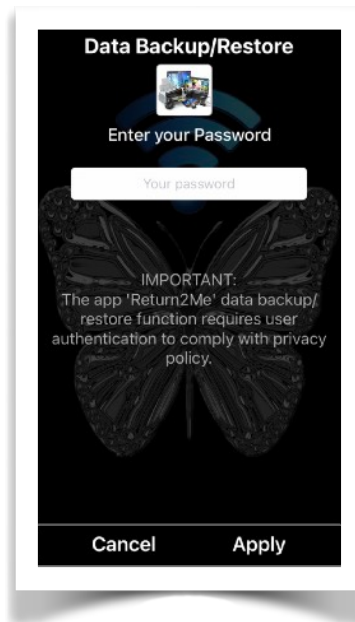 Data Backup/Restore
Enter your Password
Your password
IMPORTANT:
The app 'Return2Me' data backup/
restore function requires user
authentication to comply with privacy
policy.
Cancel Apply